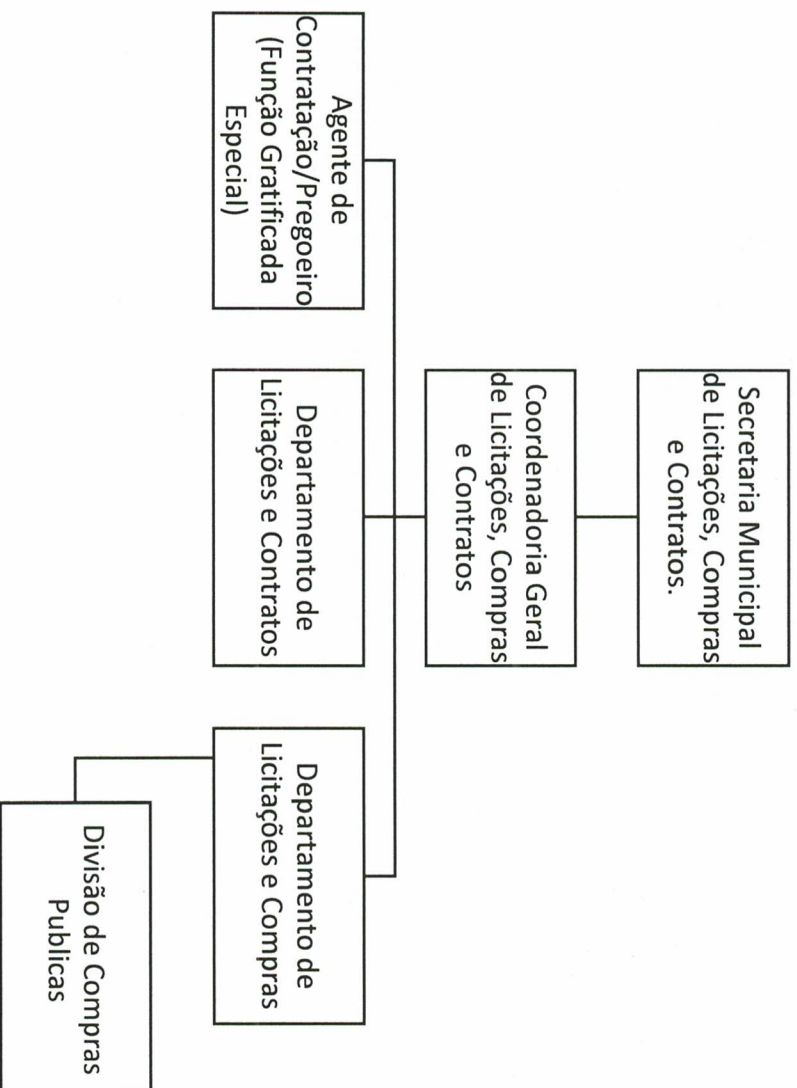 Secretaria Municipal
de Licitações, Compras
e Contratos.
Coordenadoria Geral
de Licitações, Compras
e Contratos
Agente de
Contratação/Pregoeiro
(Função Gratificada
Especial)
Departamento de
Licitações e Contratos
Departamento de
Licitações e Compras
Divisão de Compras
Publicas